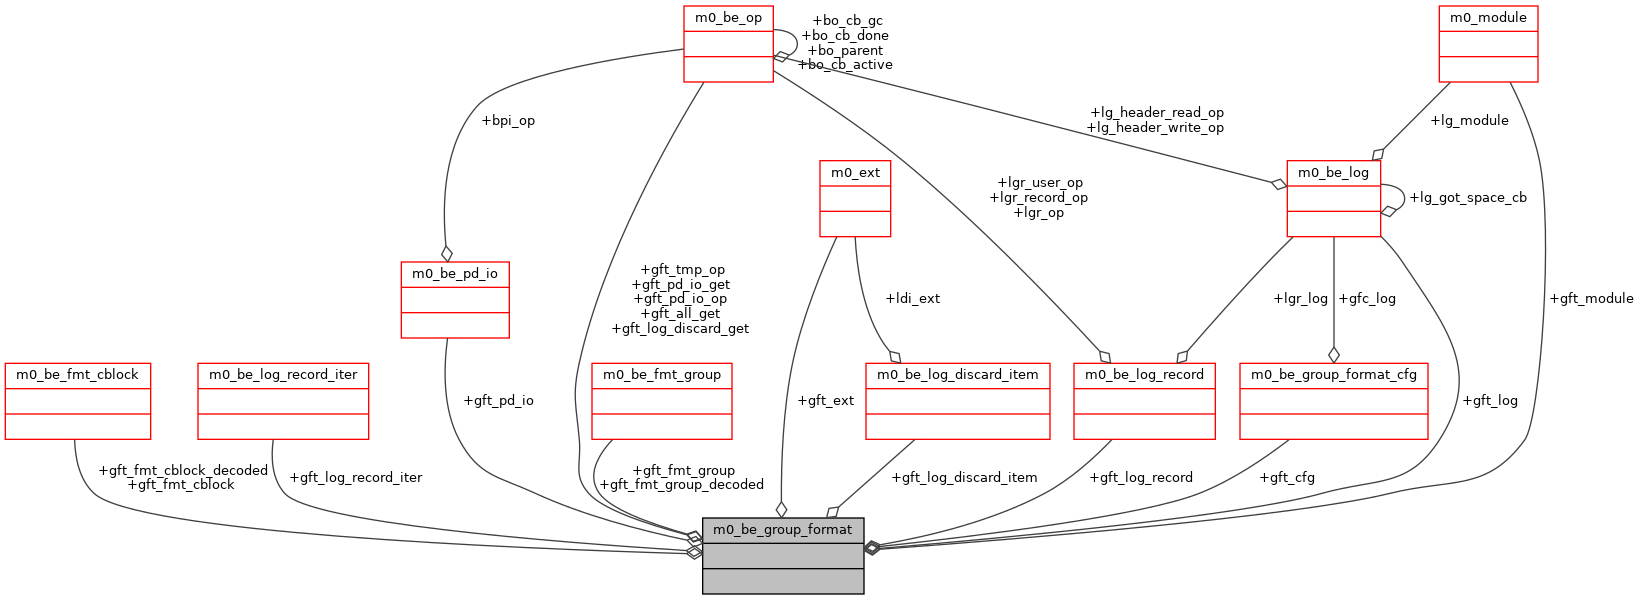 m0_be_op
+bo_cb_gc
+bo_cb_done
+bo_parent
+bo_cb_active
m0_module
+bpi_op
+lg_header_read_op
+lg_header_write_op
+lg_module
m0_ext
m0_be_log
+lgr_user_op
+lgr_record_op
+lgr_op
+lg_got_space_cb
m0_be_pd_io
+gft_tmp_op
+gft_pd_io_get
+gft_pd_io_op
+gft_all_get
+gft_log_discard_get
+ldi_ext
+lgr_log
+gfc_log
+gft_module
m0_be_fmt_cblock
m0_be_log_record_iter
m0_be_fmt_group
m0_be_log_discard_item
m0_be_log_record
m0_be_group_format_cfg
+gft_pd_io
+gft_ext
+gft_log
+gft_fmt_cblock_decoded
+gft_fmt_cblock
+gft_log_record_iter
+gft_fmt_group
+gft_fmt_group_decoded
+gft_log_discard_item
+gft_log_record
+gft_cfg
m0_be_group_format